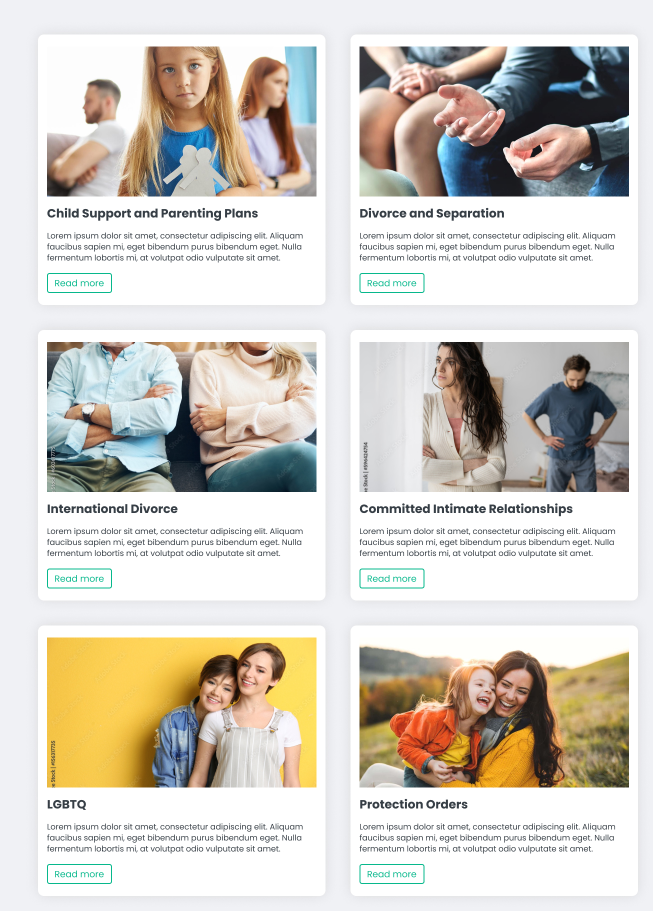 Child Support and Parenting Plans
Lorem ipsum dolor sit amet, consectetur adipiscing elit. Aliquam
faucibus sapien mi, eget bibendum purus bibendum eget. Nulla
fermentum lobortis mi, at volutpat odio vulputate sit amet.
Read more
Divorce and Separation
Lorem ipsum dolor sit amet, consectetur adipiscing elit. Aliquam
faucibus sapien mi, eget bibendum purus bibendum eget. Nulla
fermentum lobortis mi, at volutpat odio vulputate sit amet.
Read more
International Divorce
Lorem ipsum dolor sit amet, consectetur adipiscing elit. Aliquam
faucibus sapien mi, eget bibendum purus bibendum eget. Nulla
fermentum lobortis mi, at volutpat odio vulputate sit amet.
Read more
Committed Intimate Relationships
Lorem ipsum dolor sit amet, consectetur adipiscing elit. Aliquam
faucibus sapien mi, eget bibendum purus bibendum eget. Nulla
fermentum lobortis mi, at volutpat odio vulputate sit amet.
Read more
LGBTQ
Lorem ipsum dolor sit amet, consectetur adipiscing elit. Aliquam
faucibus sapien mi, eget bibendum purus bibendum eget. Nulla
fermentum lobortis mi, at volutpat odio vulputate sit amet.
Read more
Protection Orders
Lorem ipsum dolor sit amet, consectetur adipiscing elit. Aliquam
faucibus sapien mi, eget bibendum purus bibendum eget. Nulla
fermentum lobortis mi, at volutpat odio vulputate sit amet.
Read more